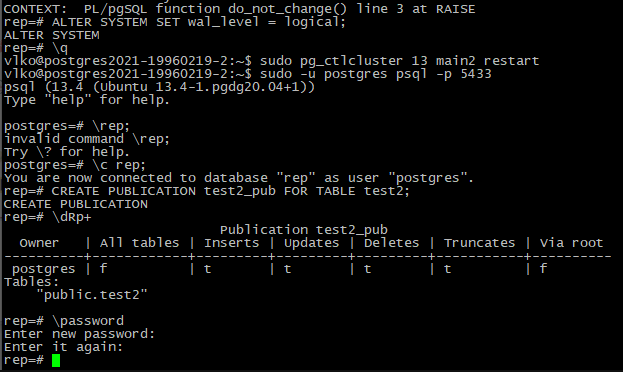 CONTEXT:  PL/pgSQL function do_not_change() line 3 at RAISE
rep=# ALTER SYSTEM SET wal_level = logical;
ALTER SYSTEM
rep=# \q
vlko@postgres2021-19960219-2:~$ sudo pg_ctlcluster 13 main2 restart
vlko@postgres2021-19960219-2:~$ sudo -u postgres psql -p 5433
psql (13.4 (Ubuntu 13.4-1.pgdg20.04+1))
Type "help" for help.

postgres=# \rep;
invalid command \rep;
Try \? for help.
postgres=# \c rep;
You are now connected to database "rep" as user "postgres".
rep=# CREATE PUBLICATION test2_pub FOR TABLE test2;
CREATE PUBLICATION
rep=# \dRp+
                            Publication test2_pub
  Owner   | All tables | Inserts | Updates | Deletes | Truncates | Via root
----------+------------+---------+---------+---------+-----------+----------
 postgres | f          | t       | t       | t       | t         | f
Tables:
    "public.test2"

rep=# \password
Enter new password:
Enter it again:
rep=#